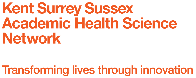 Kent Surrey Sussex
Academic Health Science
Network
Transforming lives through innovation